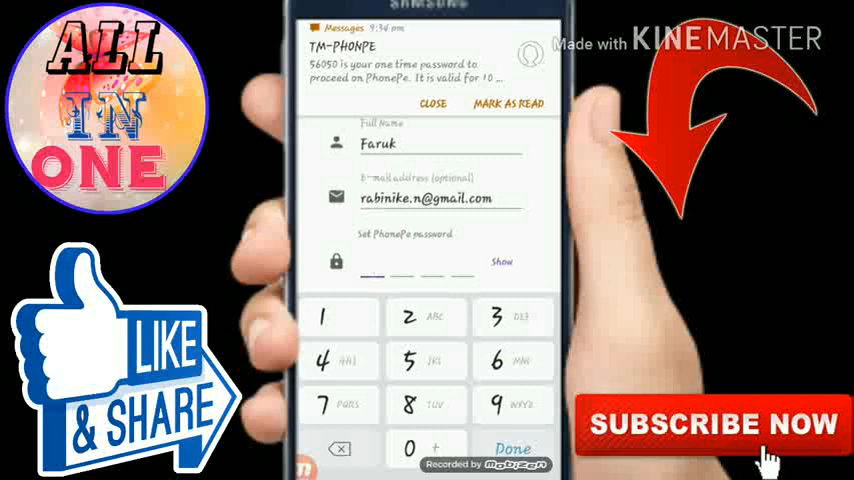 SAMSUNG
Messages 9:34 pm
TM-PHONPE
56050 is your one time password to
proceed on PhonePe. It is valid for 10 ...
CLOSE MARK AS READ
Full Name
Faruk
E-mail address (optional)
rabinike.n@gmail.com
Set PhonePe password
Show
1
2 ABC
3 DEF
4 GHI
5 JKL
6 MNO
7 PQRS
8 TUV
9 WXYZ
0 +
Done
Recorded by mobizen
ALL
IN
ONE
LIKE
& SHARE
Made with KINEMASTER
SUBSCRIBE NOW